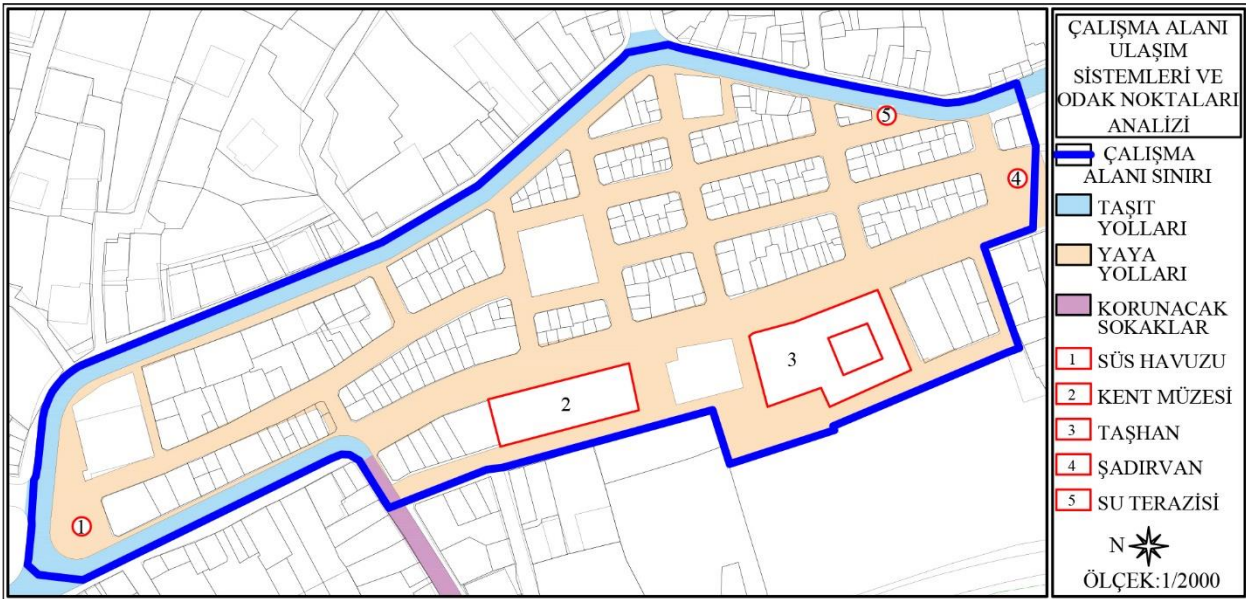 5
4
3
2
1
ÇALIŞMA ALANI
ULAŞIM
SİSTEMLERİ VE
ODAK NOKTALARI
ANALİZİ
ÇALIŞMA
ALANI SINIRI
TAŞIT
YOLLARI
YAYA
YOLLARI
KORUNACAK
SOKAKLAR
1 SÜS HAVUZU
2 KENT MÜZESİ
3 TAŞHAN
4 ŞADIRVAN
5 SU TERAZİSİ
N
ÖLÇEK:1/2000